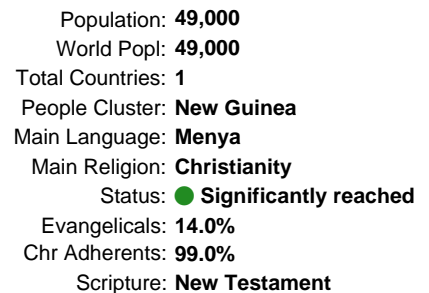 Population: 49,000
World Popl: 49,000
Total Countries: 1
People Cluster: New Guinea
Main Language: Menya
Main Religion: Christianity
Status: Significantly reached
Evangelicals: 14.0%
Chr Adherents: 99.0%
Scripture: New Testament